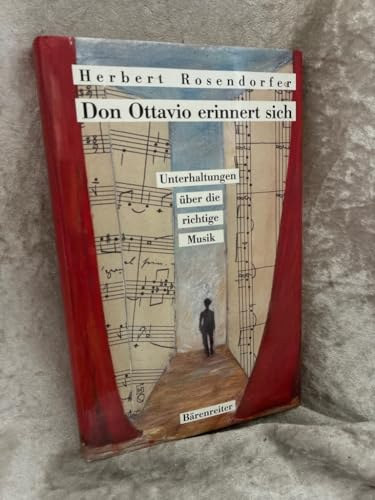 Herbert Rosendorfer
Don Ottavio erinnert sich
Unterhaltungen
über die
richtige
Musik
Bärenreiter